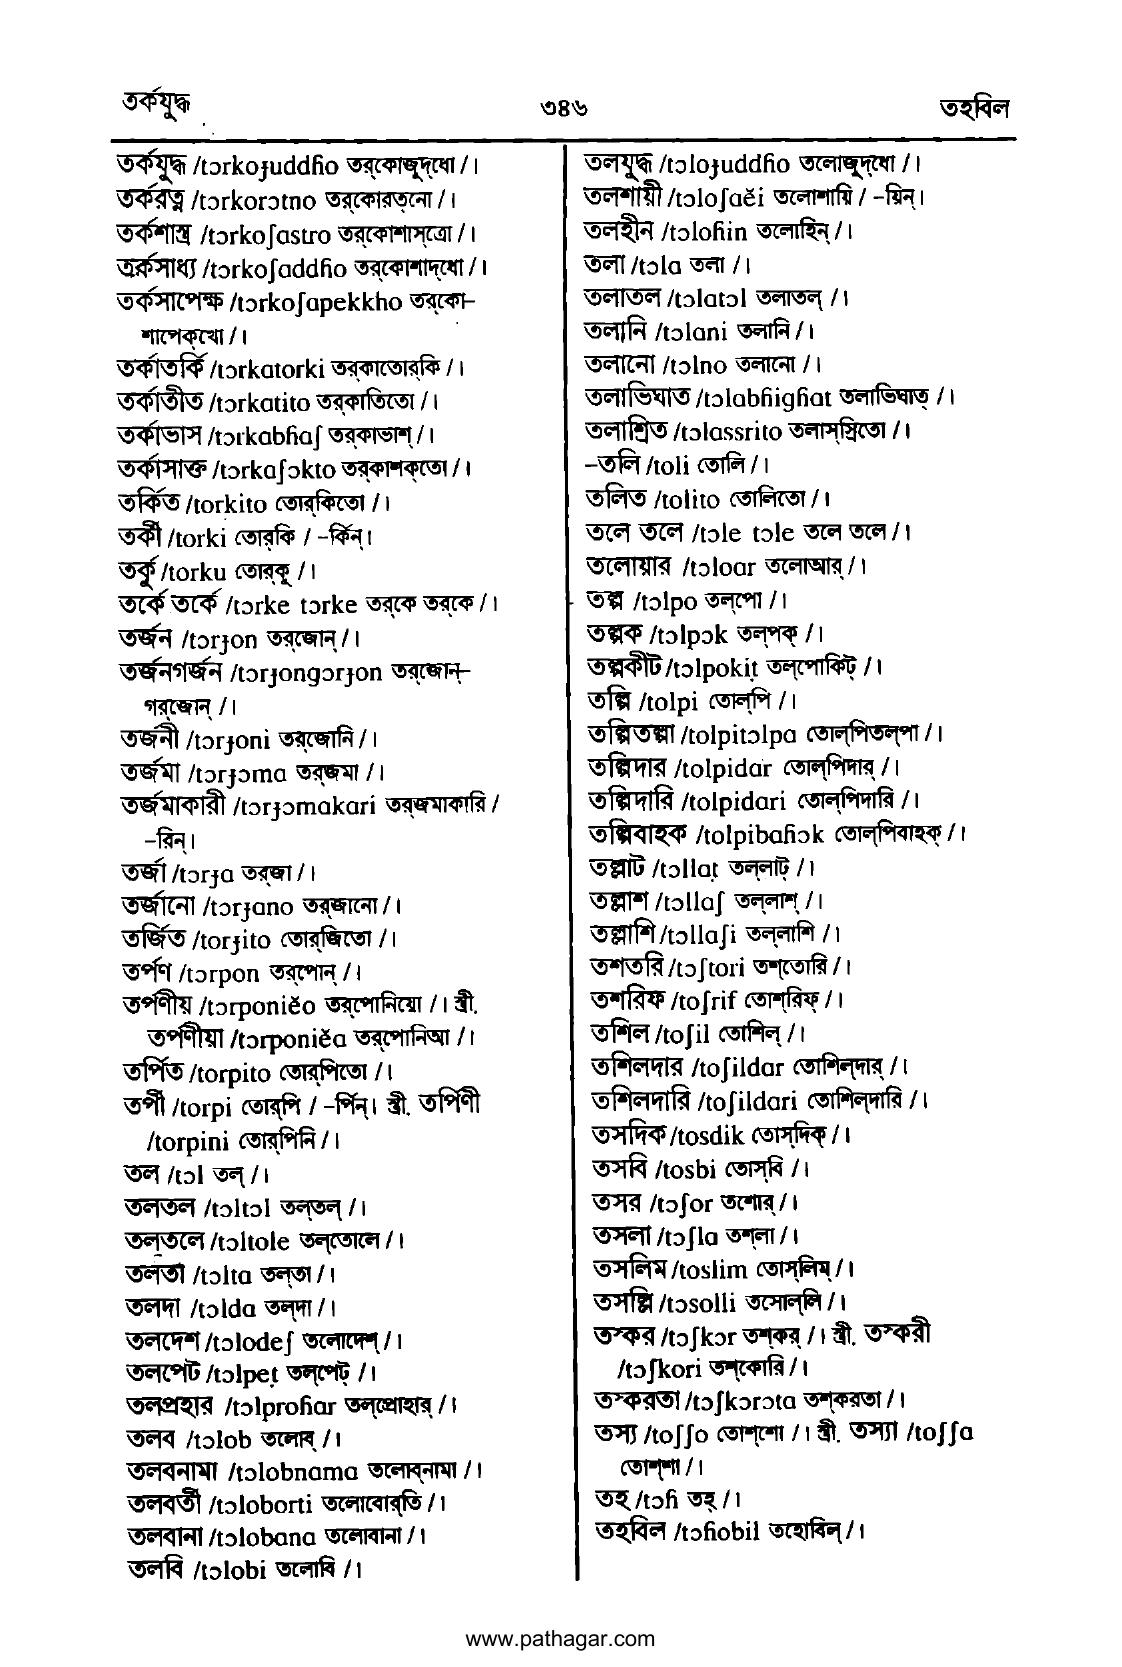 তর্কযুদ্ধ ৩৪৬ তহবিল
তর্কযুদ্ধ /tɔrkoɟuddɦo তর্‌কোজুদ্‌ধো /।
তর্করত্ন /tɔrkorɔtno তর্‌কোরত্‌নো /।
তর্কশাস্ত্র /tɔrkoʃastro তর্‌কোশাস্‌ত্রো /।
তর্কসাধ্য /tɔrkoʃaddɦo তর্‌কোশাদ্‌ধো /।
তর্কসাপেক্ষ /tɔrkoʃapekkho তর্‌কো–
শাপেক্‌খো /।
তর্কাতর্কি /tɔrkatorki তর্‌কাতোর্‌কি /।
তর্কাতীত /tɔrkatito তর্‌কাতিতো /।
তর্কাভাস /tɔrkabɦaʃ তর্‌কাভাশ্ /।
তর্কাসাক্ত /tɔrkaʃɔkto তর্‌কাশক্‌তো /।
তর্কিত /torkito তোর্‌কিতো /।
তর্কী /torki তোর্‌কি / –র্কিন্।
তর্কু /torku তোর্‌কু /।
তর্কে তর্কে /tɔrke tɔrke তর্‌কে তর্‌কে /।
তর্জন /tɔrɟon তর্‌জোন্ /।
তর্জনগর্জন /tɔrɟongɔrɟon তর্‌জোন্–
গর্‌জোন্ /।
তর্জনী /tɔrɟoni তর্‌জোনি /।
তর্জমা /tɔrɟɔma তর্‌জমা /।
তর্জমাকারী /tɔrɟɔmakari তর্‌জমাকারি /
–রিন্।
তর্জা /tɔrɟa তর্‌জা /।
তর্জানো /tɔrɟano তর্‌জানো /।
তর্জিত /torɟito তোর্‌জিতো /।
তর্পণ /tɔrpon তর্‌পোন্ /।
তর্পণীয় /tɔrponiĕo তর্‌পোনিয়ো /। স্ত্রী.
তর্পণীয়া /tɔrponiĕa তর্‌পোনিআ /।
তর্পিত /torpito তোর্‌পিতো /।
তর্পী /torpi তোর্‌পি / –র্পিন্। স্ত্রী. তর্পিণী
/torpini তোর্‌পিনি /।
তল /tɔl তল্ /।
তলতল /tɔltɔl তল্‌তল্ /।
তল্‌তলে /tɔltole তল্‌তোলে /।
তলতা /tɔlta তল্‌তা /।
তলদা /tɔlda তল্‌দা /।
তলদেশ /tɔlodeʃ তলোদেশ্ /।
তলপেট /tɔlpeṭ তল্‌পেট্ /।
তলপ্রহার /tɔlproɦar তল্‌প্রোহার্ /।
তলব /tɔlob তলোব্ /।
তলবনামা /tɔlobnama তলোব্‌নামা /।
তলবর্তী /tɔloborti তলোবোর্‌তি /।
তলবানা /tɔlobana তলোবানা /।
তলবি /tɔlobi তলোবি /।
তলযুদ্ধ /tɔloɟuddɦo তলোজুদ্‌ধো /।
তলশায়ী /tɔloʃaĕi তলোশায়ি / –য়িন্।
তলহীন /tɔloɦin তলোহিন্ /।
তলা /tɔla তলা /।
তলাতল /tɔlatɔl তলাতল্ /।
তলানি /tɔlani তলানি /।
তলানো /tɔlno তলানো /।
তলাভিঘাত /tɔlabɦigɦat তলাভিঘাত্ /।
তলাশ্রিত /tɔlassrito তলাস্‌স্রিতো /।
–তলি /toli তোলি /।
তলিত /tolito তোলিতো /।
তলে তলে /tɔle tɔle তলে তলে /।
তলোয়ার /tɔloar তলোআর্ /।
তল্প /tɔlpo তল্‌পো /।
তল্পক /tɔlpɔk তল্‌পক্ /।
তল্পকীট /tɔlpokiṭ তল্‌পোকিট্ /।
তল্পি /tolpi তোল্‌পি /।
তল্পিতল্পা /tolpitɔlpa তোল্‌পিতল্‌পা /।
তল্পিদার /tolpidar তোল্‌পিদার্ /।
তল্পিদারি /tolpidari তোল্‌পিদারি /।
তল্পিবাহক /tolpibaɦɔk তোল্‌পিবাহক্ /।
তল্লাট /tɔllaṭ তল্‌লাট্ /।
তল্লাশ /tɔllaʃ তল্‌লাশ্ /।
তল্লাশি /tɔllaʃi তল্‌লাশি /।
তশতরি /tɔʃtori তশ্‌তোরি /।
তশরিফ /toʃrif তোশ্‌রিফ্ /।
তশিল /toʃil তোশিল্ /।
তশিলদার /toʃildar তোশিল্‌দার্ /।
তশিলদারি /toʃildari তোশিল্‌দারি /।
তসদিক /tosdik তোস্‌দিক্ /।
তসবি /tosbi তোস্‌বি /।
তসর /tɔʃor তশোর্ /।
তসলা /tɔʃla তশ্‌লা /।
তসলিম /toslim তোস্‌লিম্ /।
তসল্লি /tɔsolli তসোল্‌লি /।
তস্কর /tɔʃkɔr তশ্‌কর্ /। স্ত্রী. তস্করী
/tɔʃkori তশ্‌কোরি /।
তস্করতা /tɔʃkɔrɔta তশ্‌করতা /।
তস্য /toʃʃo তোশ্‌শো /। স্ত্রী. তস্যা /toʃʃa
তোশ্‌শা /।
তহ /tɔɦ তহ্ /।
তহবিল /tɔɦobil তহোবিল্ /।
www.pathagar.com